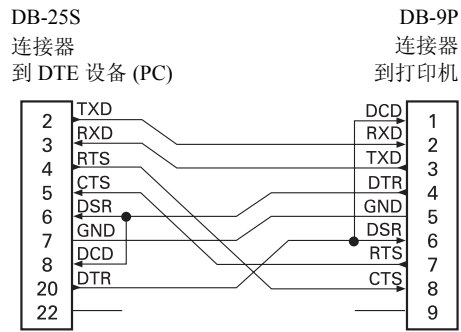 DB-25S
连接器
到 DTE 设备 (PC)
DB-9P
连接器
到打印机
2 TXD
3 RXD
4 RTS
5 CTS
6 DSR
7 GND
8 DCD
20 DTR
22
DCD 1
RXD 2
TXD 3
DTR 4
GND 5
DSR 6
RTS 7
CTS 8
9